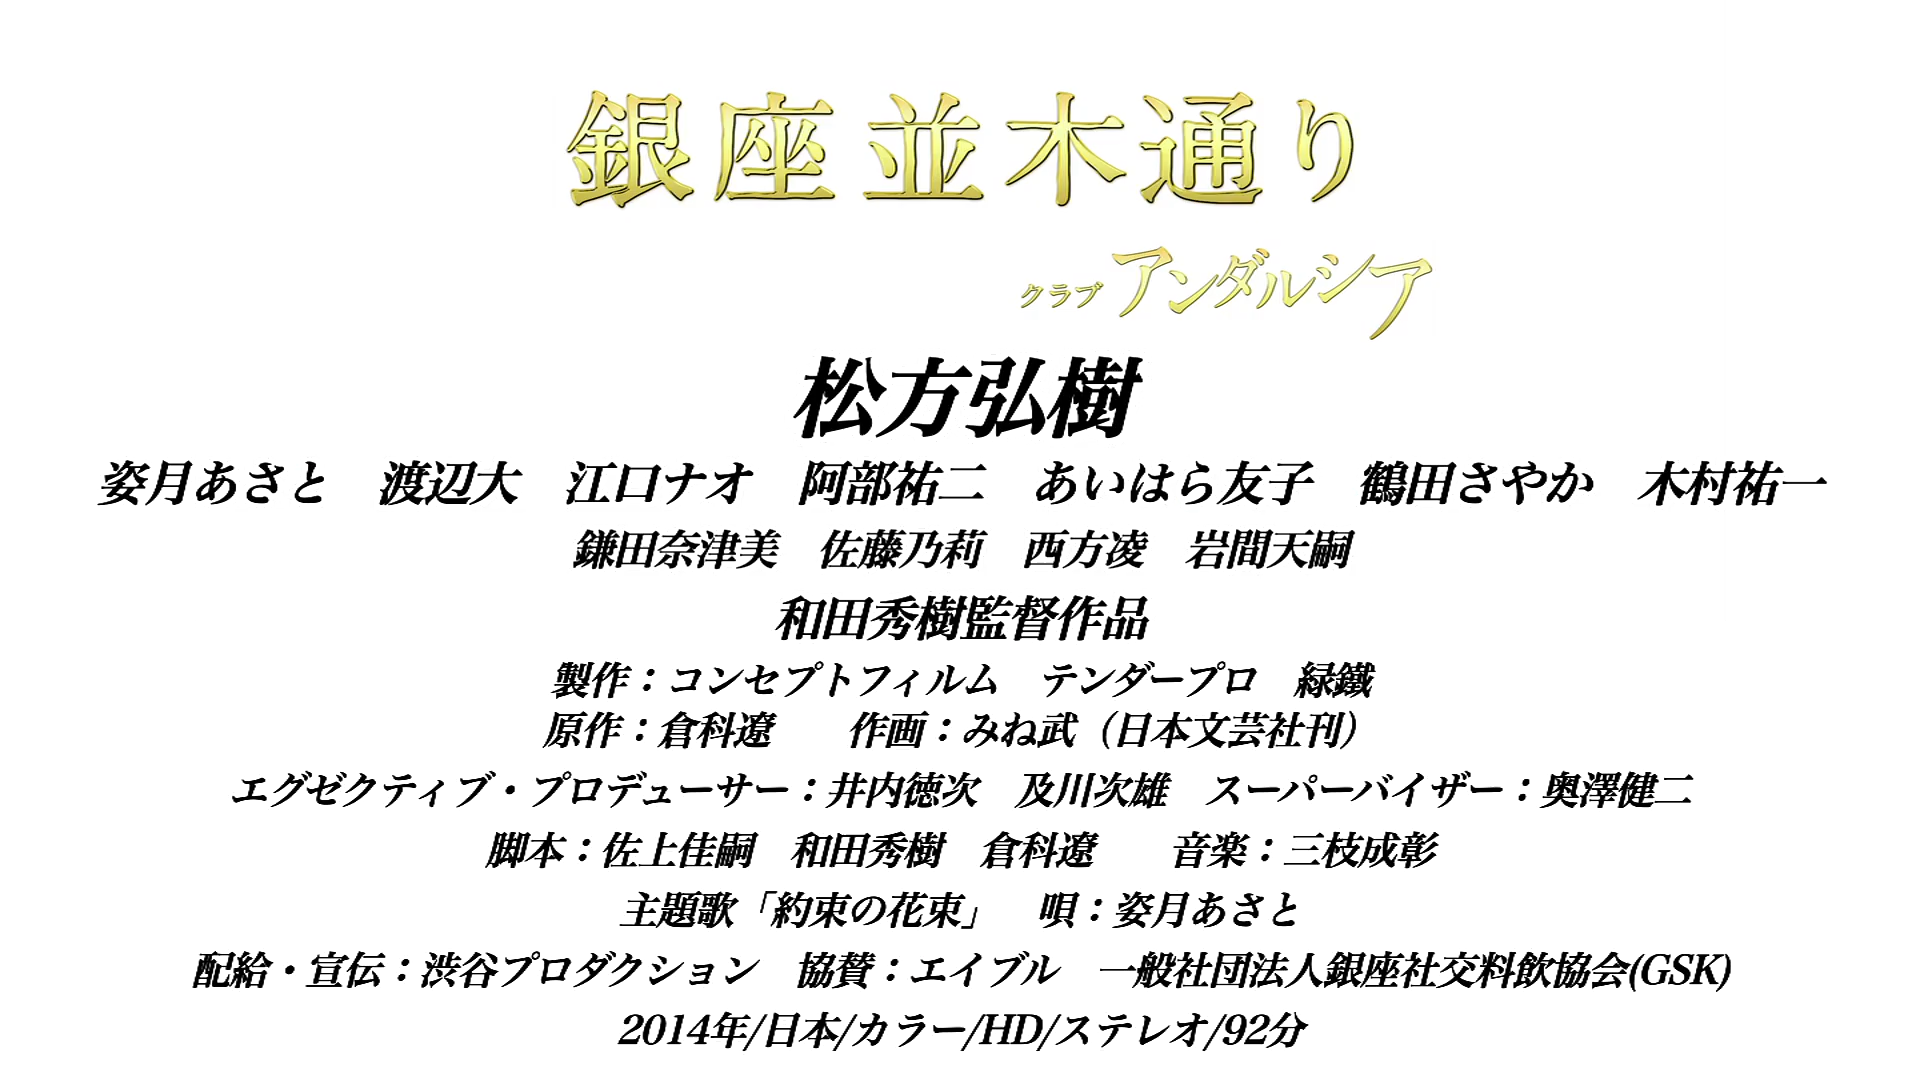 銀座並木通り
クラブ アンダルシア
松方弘樹
姿月あさと　渡辺大　江口ナオ　阿部祐二　あいはら友子　鶴田さやか　木村祐一
鎌田奈津美　佐藤乃莉　西方凌　岩間天嗣
和田秀樹監督作品
製作：コンセプトフィルム　テンダープロ　緑鐵
原作：倉科遼　　作画：みね武（日本文芸社刊）
エグゼクティブ・プロデューサー：井内徳次　及川次雄　スーパーバイザー：奥澤健二
脚本：佐上佳嗣　和田秀樹　倉科遼　　音楽：三枝成彰
主題歌「約束の花束」　唄：姿月あさと
配給・宣伝：渋谷プロダクション　協賛：エイブル　一般社団法人銀座社交料飲協会(GSK)
2014年/日本/カラー/HD/ステレオ/92分